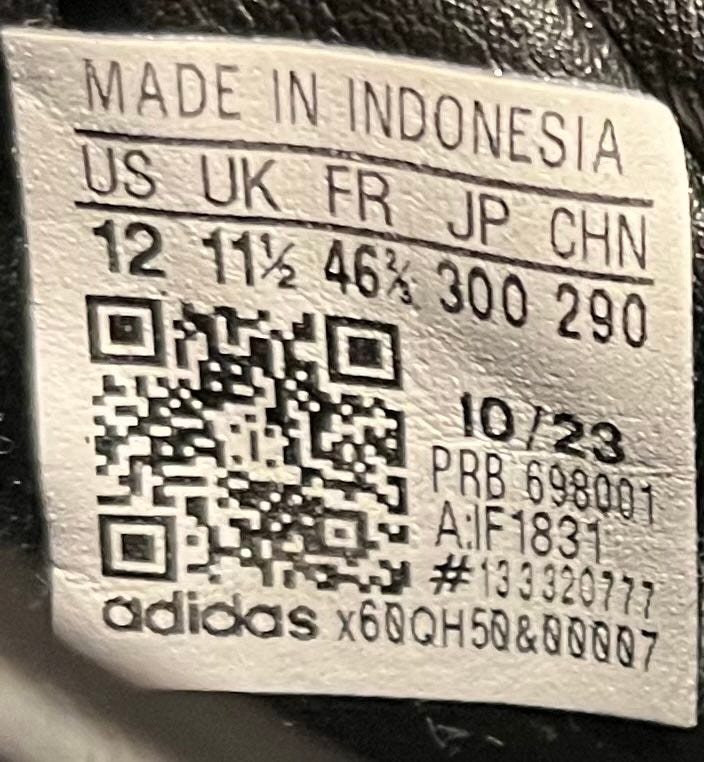 MADE IN INDONESIA
US UK FR JP CHN
12 11½ 46⅔ 300 290
10/23
PRB 698001
A:IF1831
#133320777
adidas x60QH50&00007